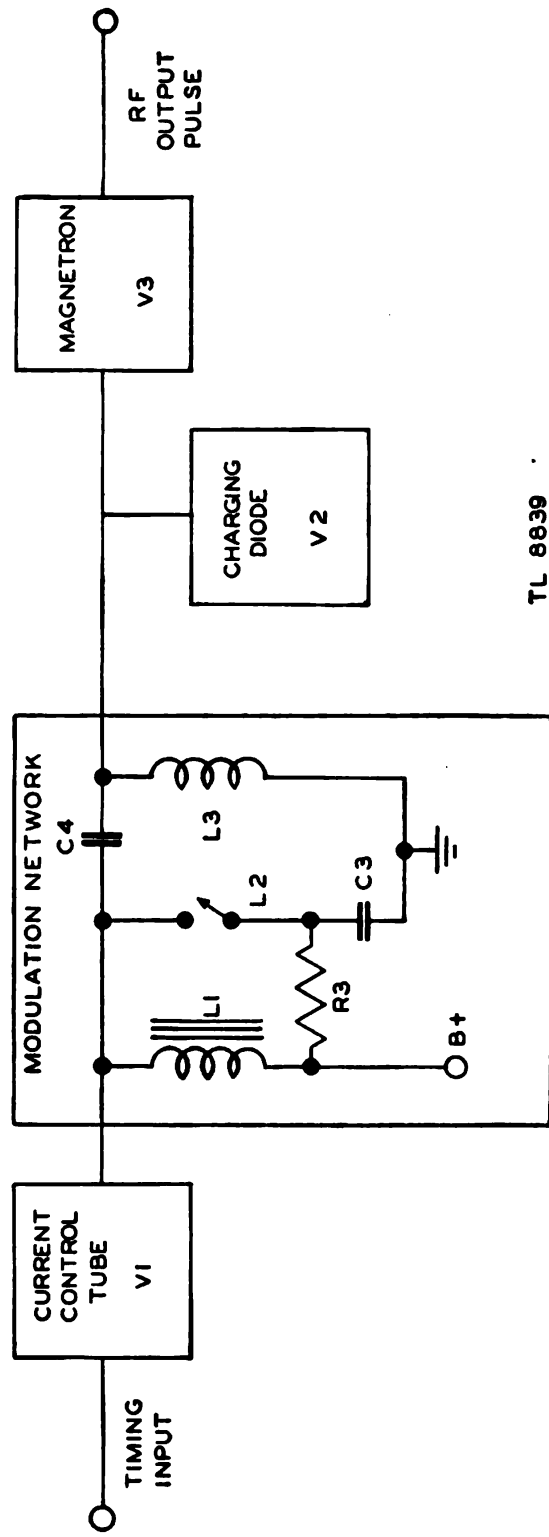 TIMING
INPUT
CURRENT
CONTROL
TUBE
V1
MODULATION NETWORK
C4
L1
L2
L3
R3
C3
B+
CHARGING
DIODE
V2
MAGNETRON
V3
RF
OUTPUT
PULSE
TL 8839